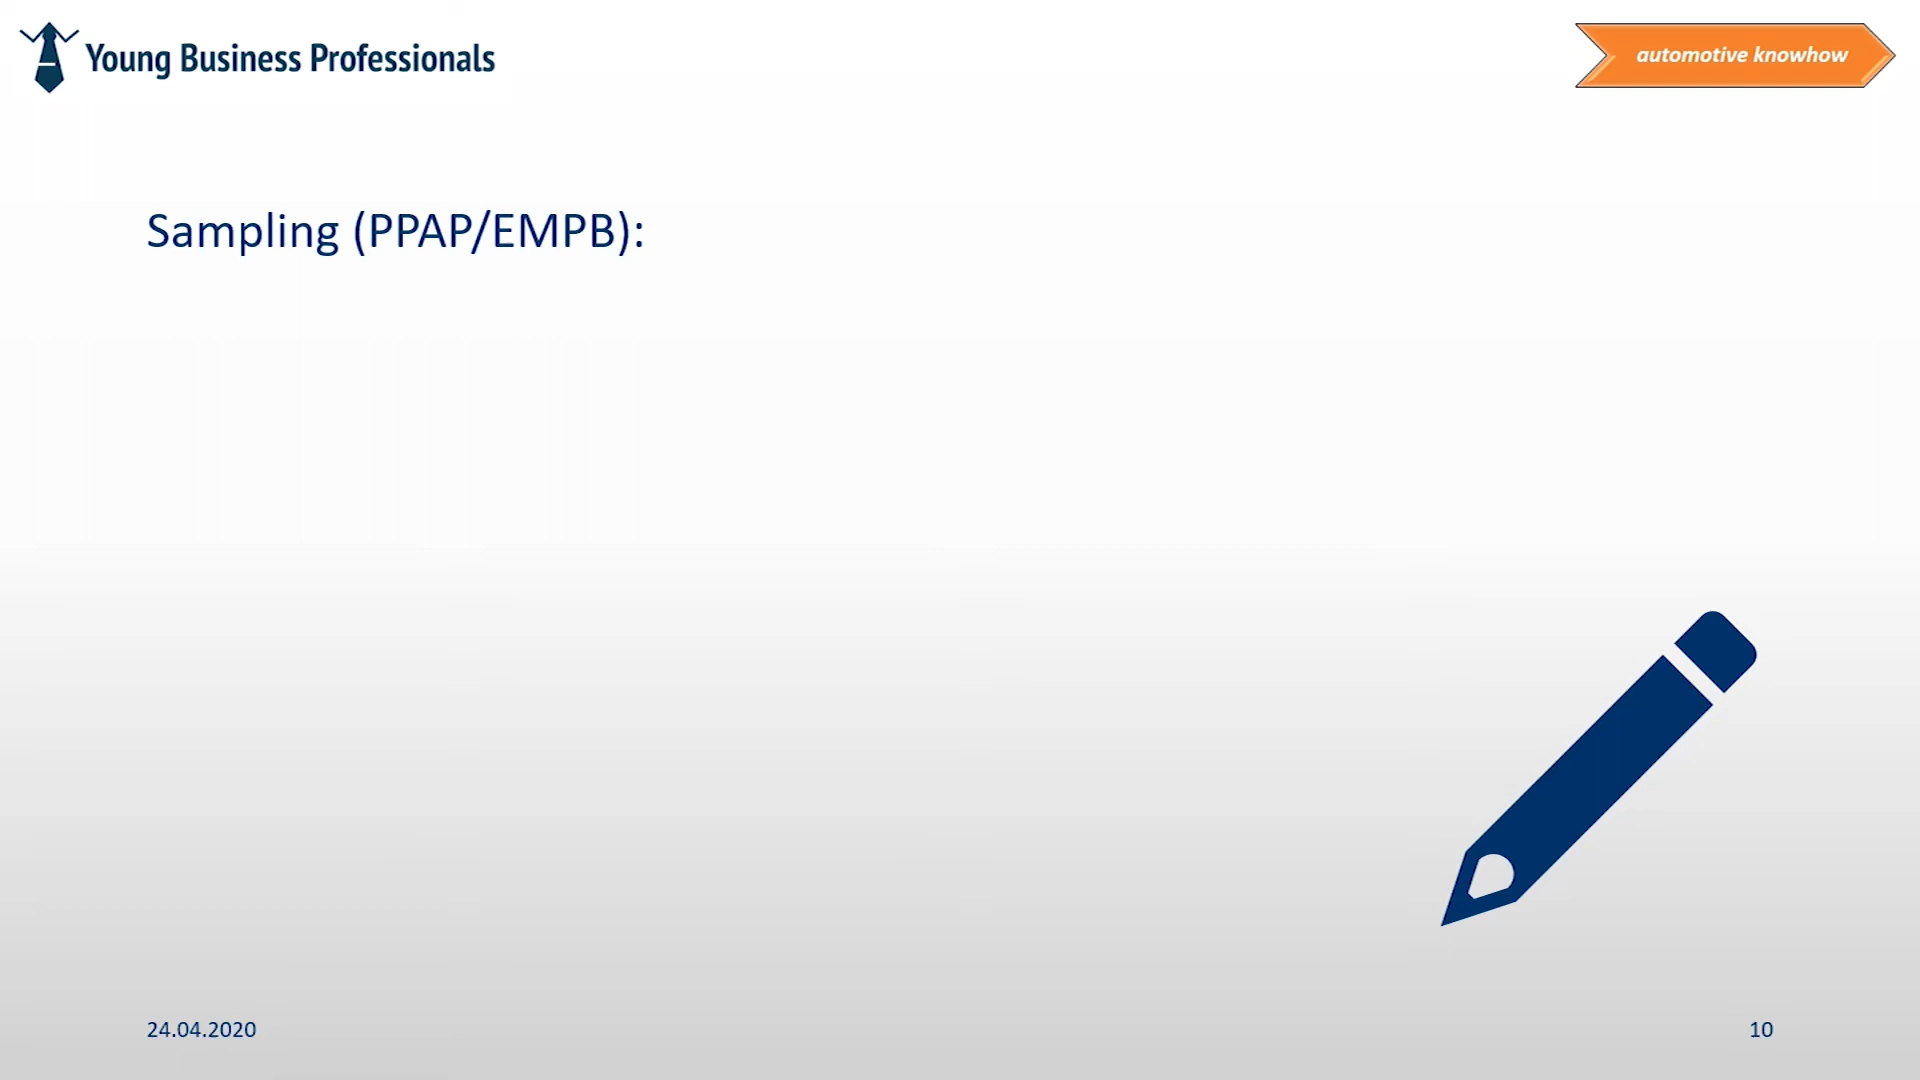 Young Business Professionals
automotive knowhow
Sampling (PPAP/EMPB):
24.04.2020
10